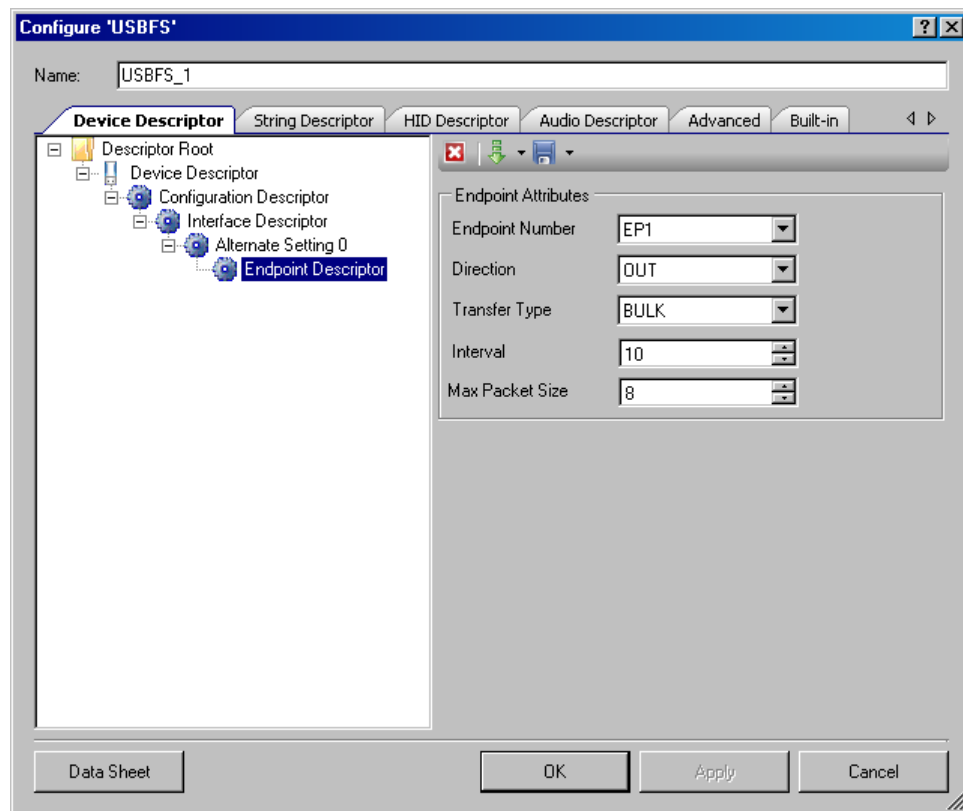 Configure 'USBFS'
Name: USBFS_1
Device Descriptor String Descriptor HID Descriptor Audio Descriptor Advanced Built-in
Descriptor Root
Device Descriptor
Configuration Descriptor
Interface Descriptor
Alternate Setting 0
Endpoint Descriptor
Endpoint Attributes
Endpoint Number EP1
Direction OUT
Transfer Type BULK
Interval 10
Max Packet Size 8
Data Sheet OK Apply Cancel